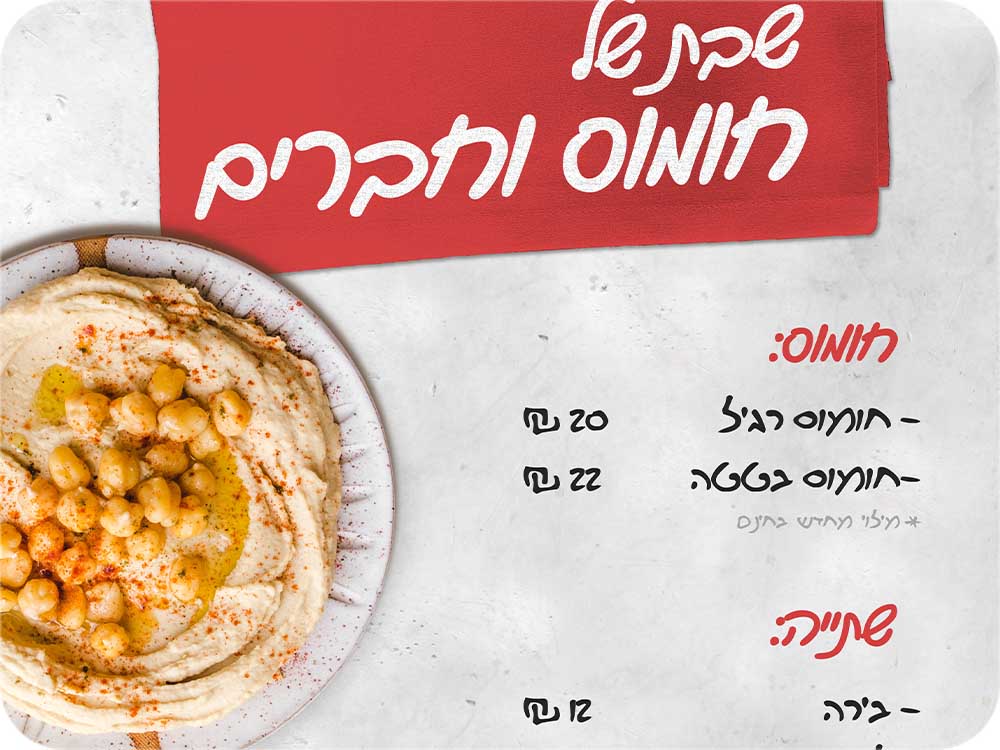 שבת של
חומוס וחברים
חומוס:
- חומוס רגיל 20 ₪
- חומוס בטטה 22 ₪
* מילוי מחדש בחינם
שתייה:
- בירה 12 ₪